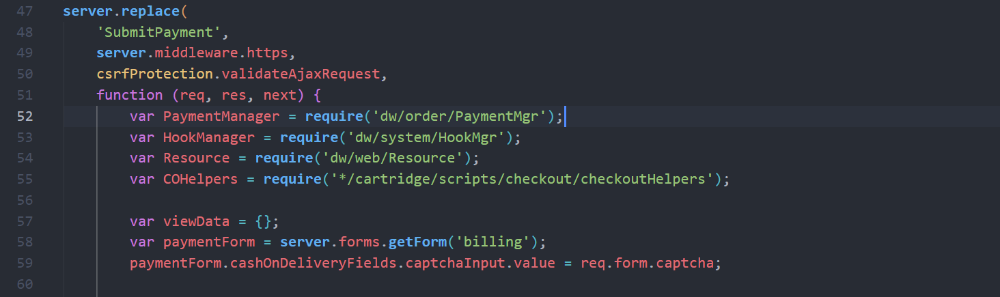 47 server.replace(
48 'SubmitPayment',
49 server.middleware.https,
50 csrfProtection.validateAjaxRequest,
51 function (req, res, next) {
52 var PaymentManager = require('dw/order/PaymentMgr');
53 var HookManager = require('dw/system/HookMgr');
54 var Resource = require('dw/web/Resource');
55 var COHelpers = require('*/cartridge/scripts/checkout/checkoutHelpers');
56
57 var viewData = {};
58 var paymentForm = server.forms.getForm('billing');
59 paymentForm.cashOnDeliveryFields.captchaInput.value = req.form.captcha;
60